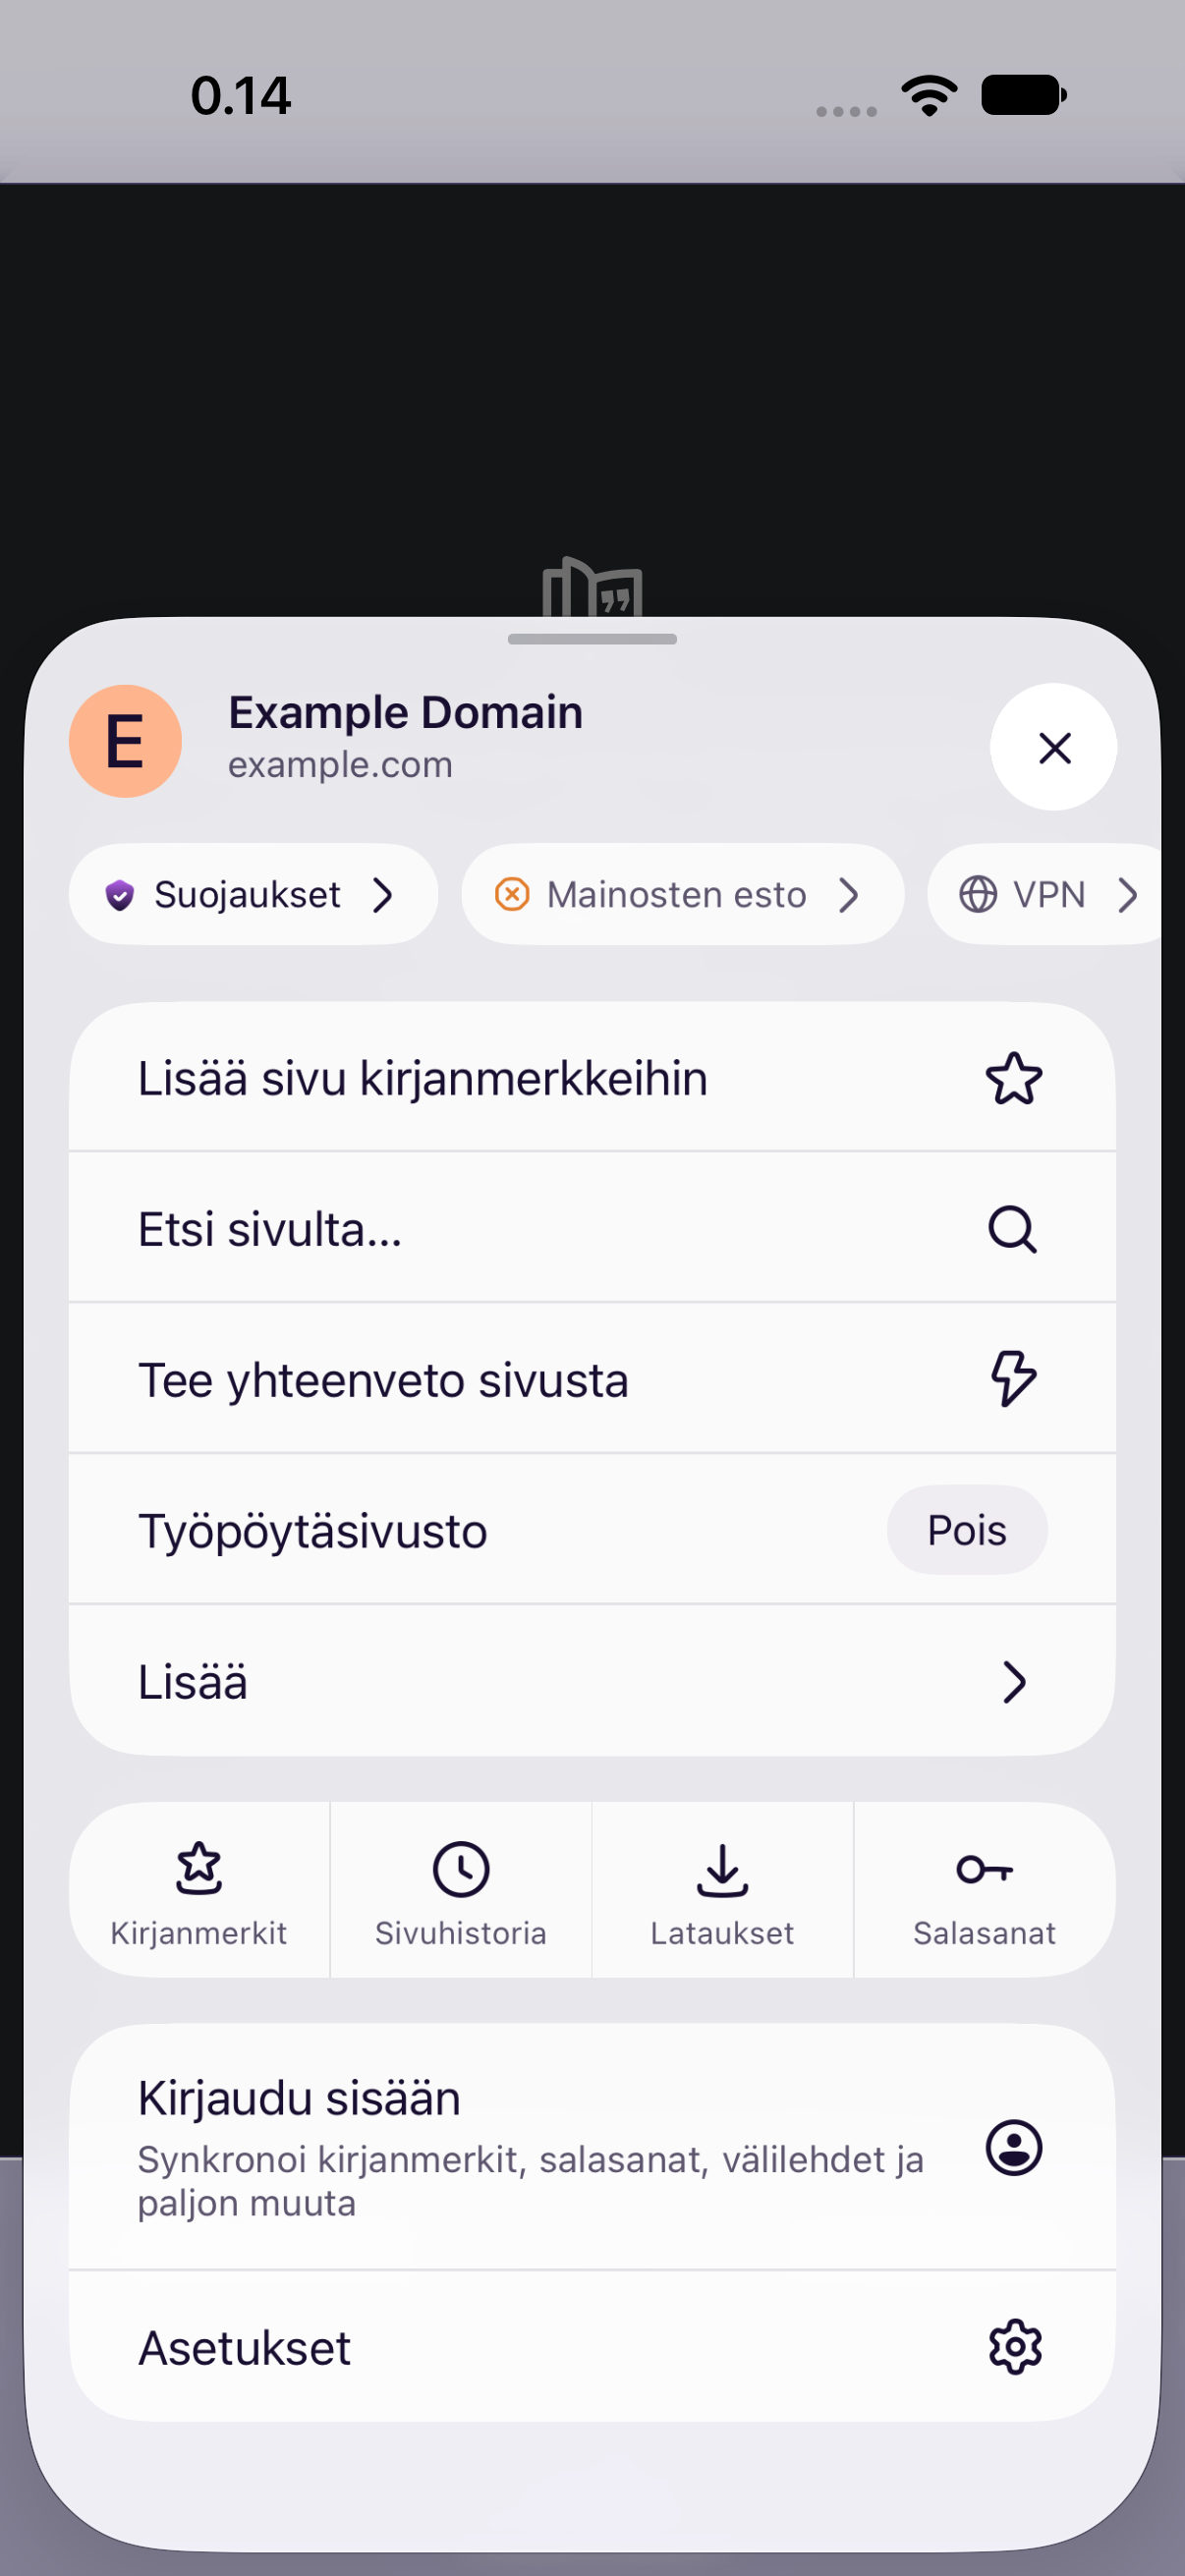 0.14
E
Example Domain
example.com
Suojaukset
Mainosten esto
VPN
Lisää sivu kirjanmerkkeihin
Etsi sivulta...
Tee yhteenveto sivusta
Työpöytäsivusto
Pois
Lisää
Kirjanmerkit
Sivuhistoria
Lataukset
Salasanat
Kirjaudu sisään
Synkronoi kirjanmerkit, salasanat, välilehdet ja
paljon muuta
Asetukset